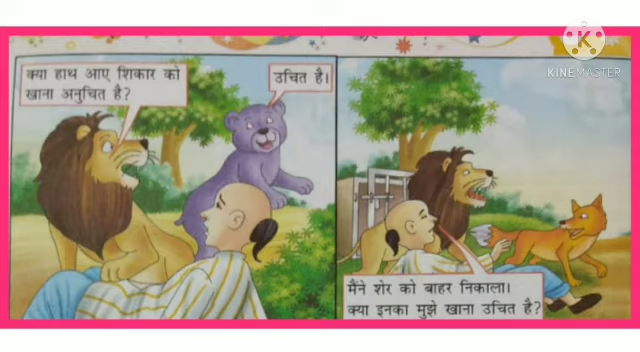 क्या हाथ आए शिकार को
खाना अनुचित है?
उचित है।
मैंने शेर को बाहर निकाला।
क्या इनका मुझे खाना उचित है?
KINEMASTER